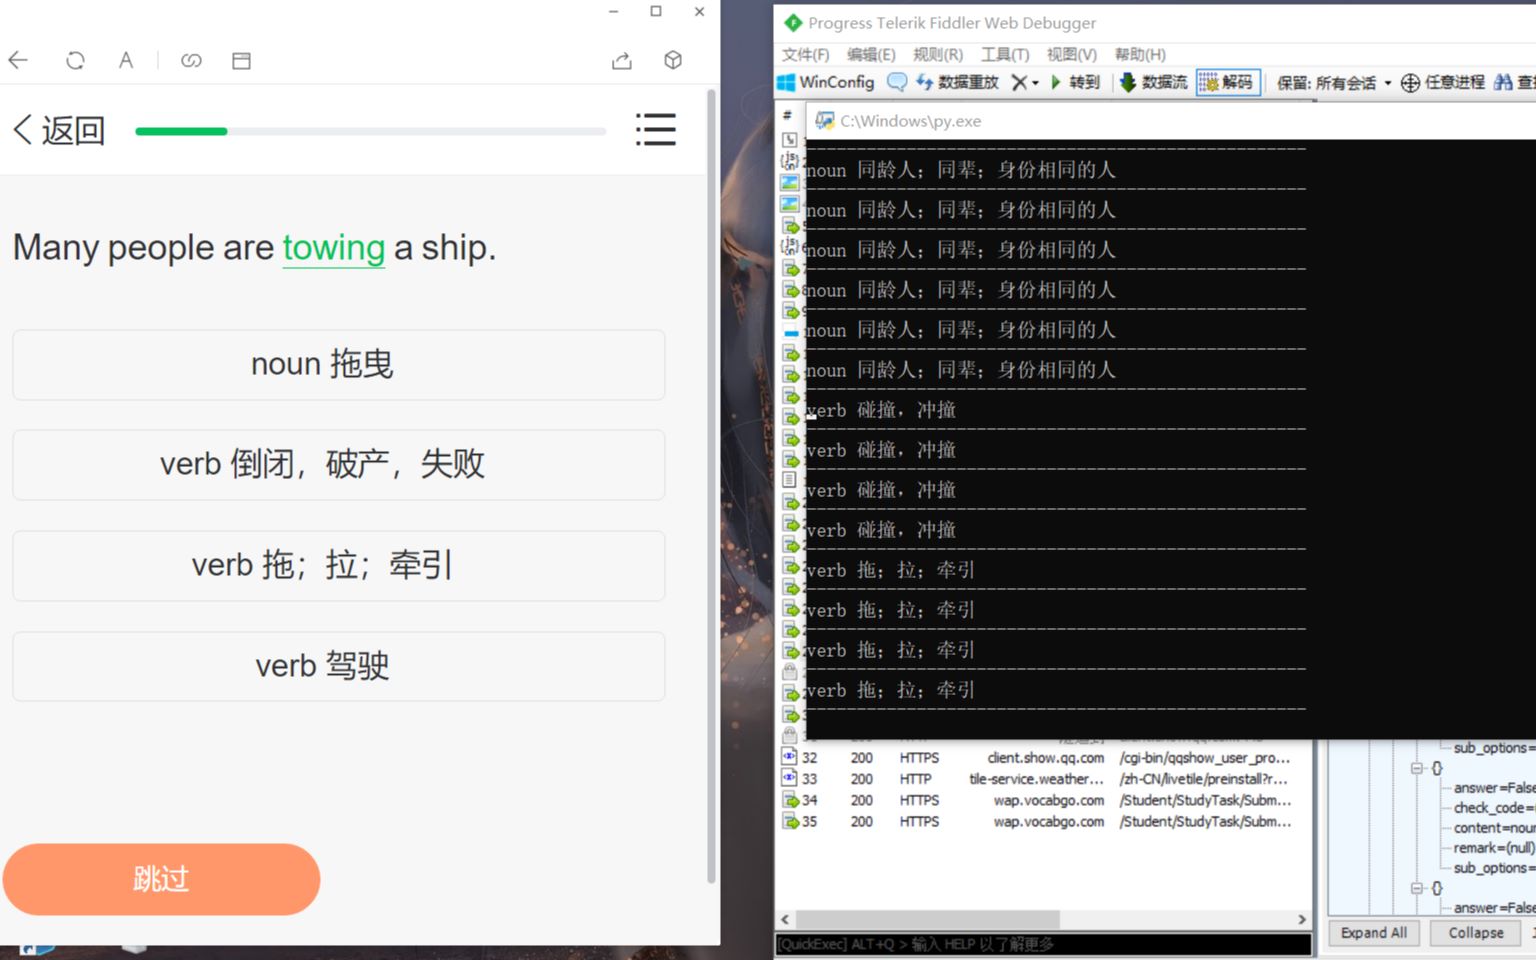 返回
Many people are towing a ship.
noun 拖曳
verb 倒闭，破产，失败
verb 拖；拉；牵引
verb 驾驶
跳过
Progress Telerik Fiddler Web Debugger
文件(F) 编辑(E) 规则(R) 工具(T) 视图(V) 帮助(H)
WinConfig 数据重放 转到 数据流 解码 保留: 所有会话 任意进程
#
C:\Windows\py.exe
noun 同龄人；同辈；身份相同的人
noun 同龄人；同辈；身份相同的人
noun 同龄人；同辈；身份相同的人
noun 同龄人；同辈；身份相同的人
noun 同龄人；同辈；身份相同的人
noun 同龄人；同辈；身份相同的人
verb 碰撞，冲撞
verb 碰撞，冲撞
verb 碰撞，冲撞
verb 碰撞，冲撞
verb 拖；拉；牵引
verb 拖；拉；牵引
verb 拖；拉；牵引
verb 拖；拉；牵引
32 200 HTTPS client.show.qq.com /cgi-bin/qqshow_user_pro...
33 200 HTTP tile-service.weather... /zh-CN/livetile/preinstall?r...
34 200 HTTPS wap.vocabgo.com /Student/StudyTask/Subm...
35 200 HTTPS wap.vocabgo.com /Student/StudyTask/Subm...
sub_options=
{}
answer=False
check_code=
content=noun
remark=(null)
sub_options=
{}
answer=False
Expand All Collapse
[QuickExec] ALT+Q > 输入 HELP 以了解更多